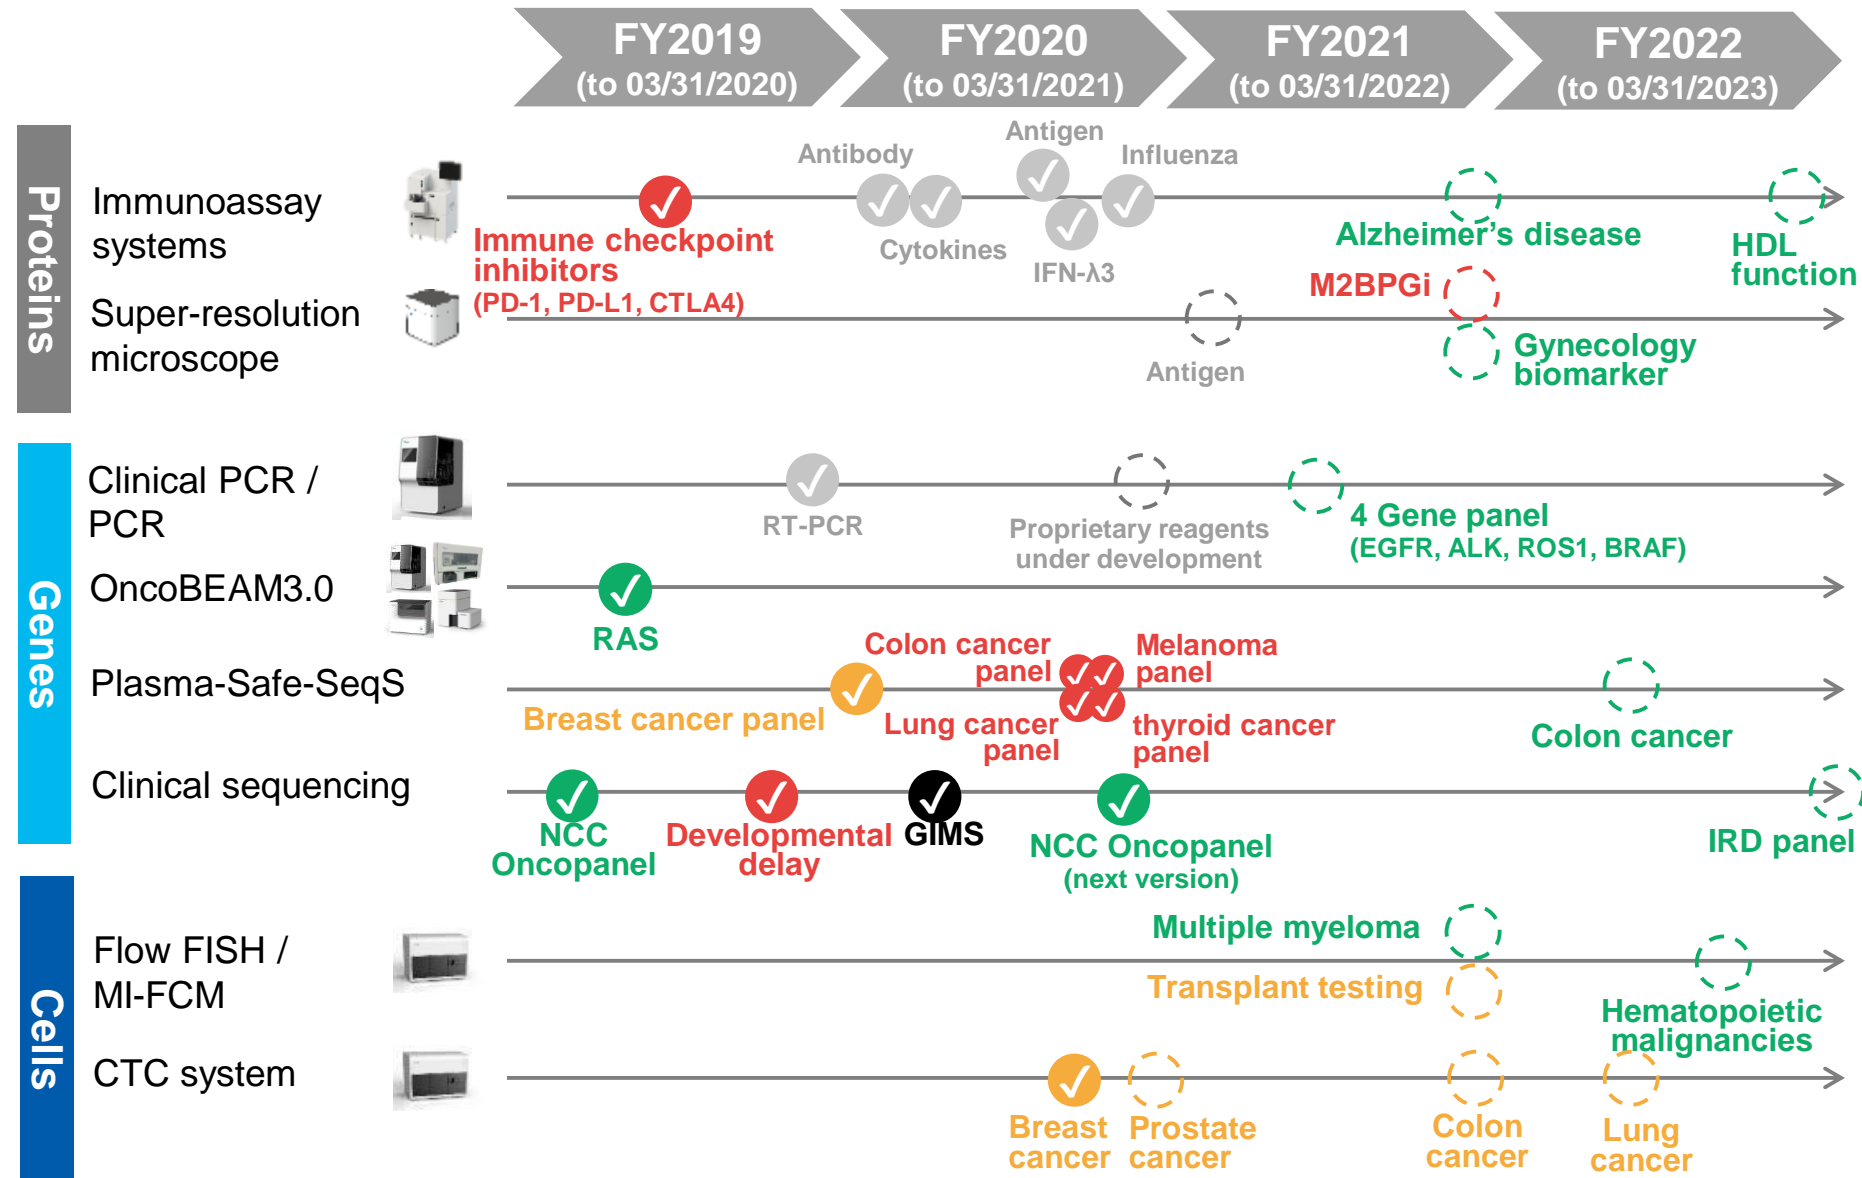 FY2019
(to 03/31/2020)
FY2020
(to 03/31/2021)
FY2021
(to 03/31/2022)
FY2022
(to 03/31/2023)
Proteins
Immunoassay
systems
Immune checkpoint
inhibitors
(PD-1, PD-L1, CTLA4)
Antibody
Cytokines
Antigen
IFN-λ3
Influenza
Alzheimer's disease
HDL
function
Super-resolution
microscope
Antigen
M2BPGi
Gynecology
biomarker
Genes
Clinical PCR /
PCR
RT-PCR
Proprietary reagents
under development
4 Gene panel
(EGFR, ALK, ROS1, BRAF)
OncoBEAM3.0
RAS
Plasma-Safe-SeqS
Breast cancer panel
Colon cancer
panel
Melanoma
panel
Lung cancer
panel
thyroid cancer
panel
Colon cancer
Clinical sequencing
NCC
Oncopanel
Developmental
delay
GIMS
NCC Oncopanel
(next version)
IRD panel
Cells
Flow FISH /
MI-FCM
Multiple myeloma
Transplant testing
Hematopoietic
malignancies
CTC system
Breast
cancer
Prostate
cancer
Colon
cancer
Lung
cancer